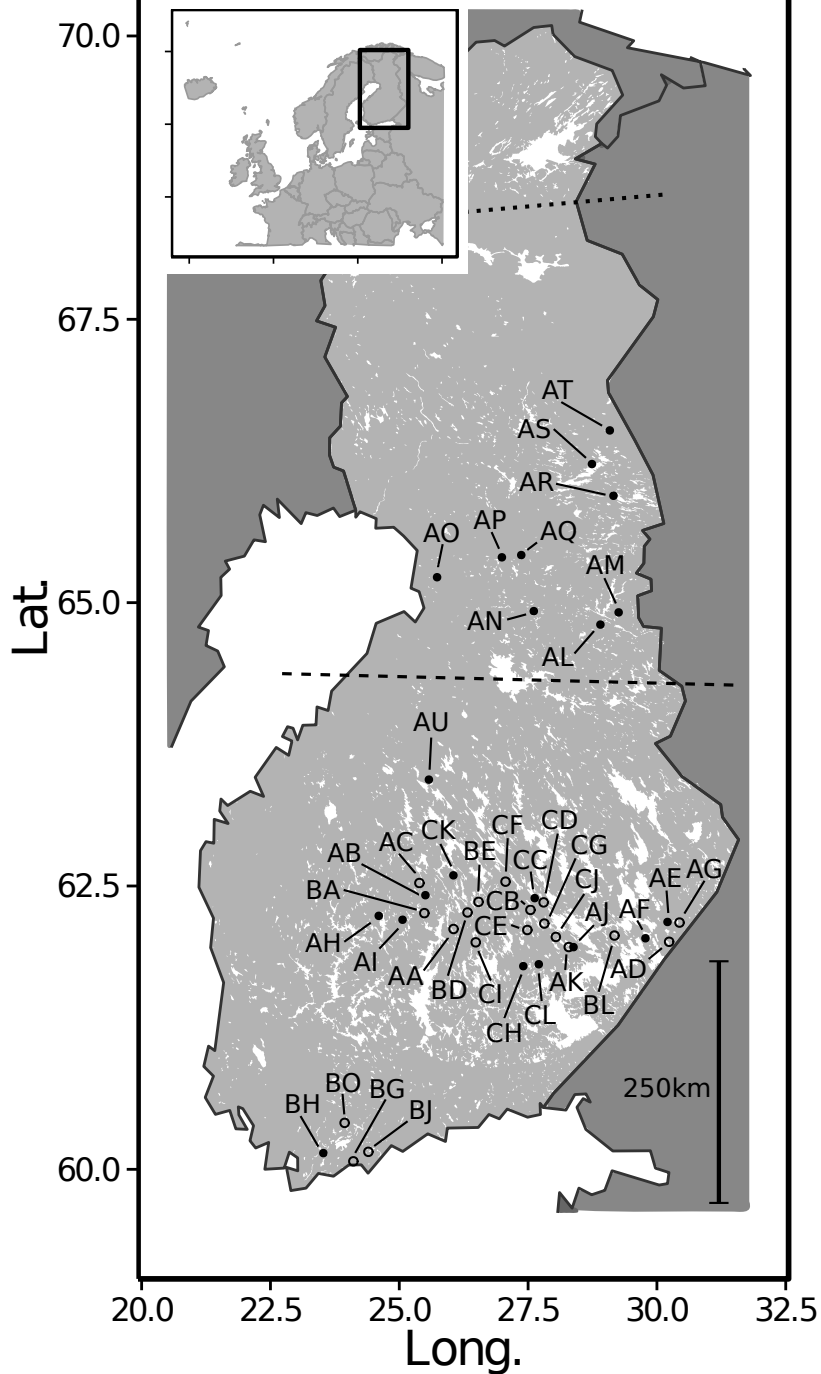 70.0
67.5
AT
AS
AR
AO
AP
AQ
AM
65.0
AN
AL
Lat.
AU
CF
CD
CK
AC
CG
AB
BE
CC
CJ
62.5
BA
CB
AE
AG
AJ
AF
CE
AH
AI
AA
AD
BD
CI
AK
BL
CH
CL
250km
BO
BG
BH
BJ
60.0
20.0
22.5
25.0
27.5
30.0
32.5
Long.